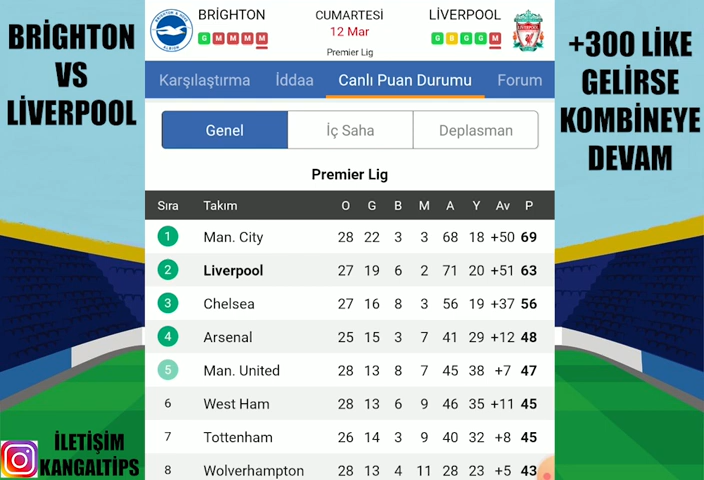 BRİGHTON
VS
LİVERPOOL
BRİGHTON
G M M M M
CUMARTESİ
12 Mar
Premier Lig
LİVERPOOL
G B G G M
+300 LİKE
GELİRSE
KOMBİNEYE
DEVAM
Karşılaştırma İddaa Canlı Puan Durumu Forum
Genel İç Saha Deplasman
Premier Lig
Sıra Takım O G B M A Y Av P
1 Man. City 28 22 3 3 68 18 +50 69
2 Liverpool 27 19 6 2 71 20 +51 63
3 Chelsea 27 16 8 3 56 19 +37 56
4 Arsenal 25 15 3 7 41 29 +12 48
5 Man. United 28 13 8 7 45 38 +7 47
6 West Ham 28 13 6 9 46 35 +11 45
7 Tottenham 26 14 3 9 40 32 +8 45
8 Wolverhampton 28 13 4 11 28 23 +5 43
İLETİŞİM
KANGALTİPS